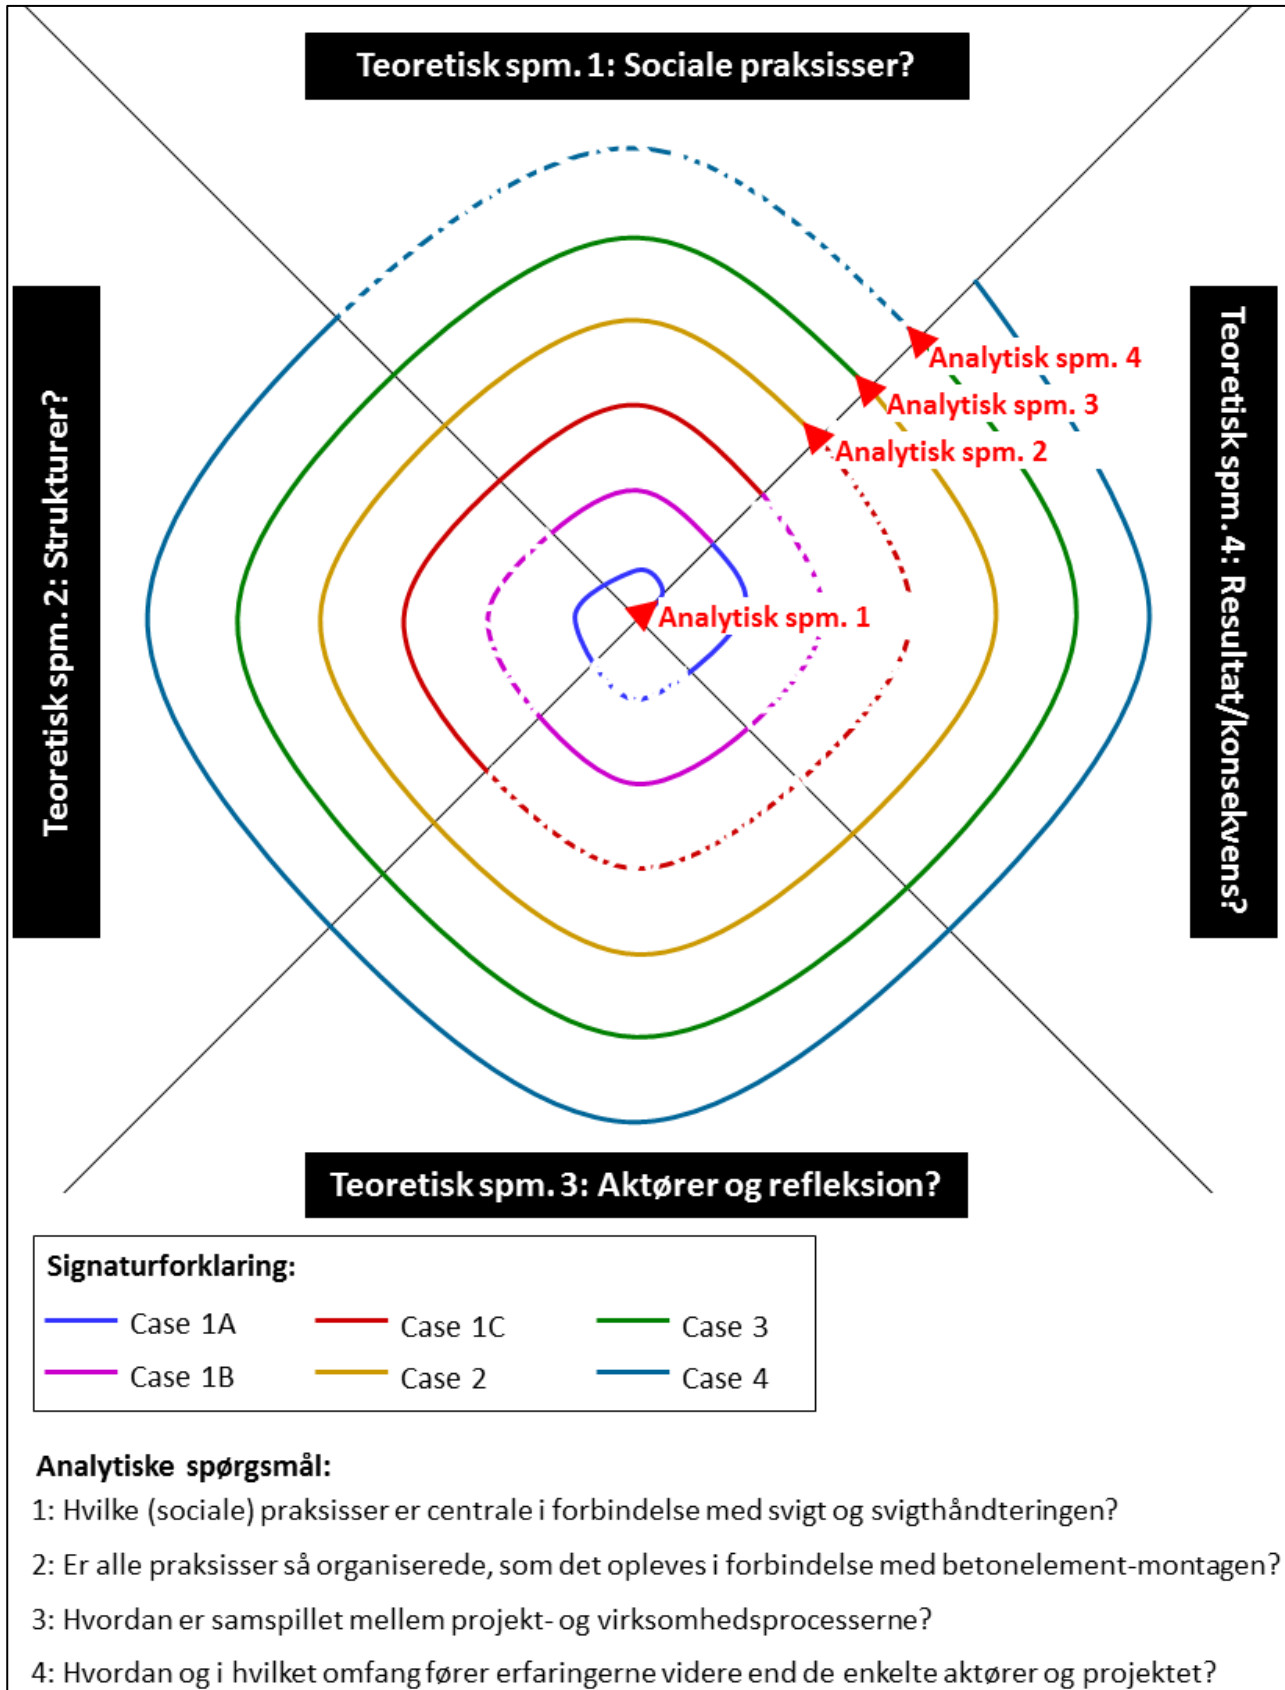 Teoretisk spm. 1: Sociale praksisser?
Teoretisk spm. 2: Strukturer?
Teoretisk spm. 4: Resultat/konsekvens?
Analytisk spm. 4
Analytisk spm. 3
Analytisk spm. 2
Analytisk spm. 1
Teoretisk spm. 3: Aktører og refleksion?
Signaturforklaring:
Case 1A
Case 1C
Case 3
Case 1B
Case 2
Case 4
Analytiske spørgsmål:
1: Hvilke (sociale) praksisser er centrale i forbindelse med svigt og svigthåndteringen?
2: Er alle praksisser så organiserede, som det opleves i forbindelse med betonelement-montagen?
3: Hvordan er samspillet mellem projekt- og virksomhedsprocesserne?
4: Hvordan og i hvilket omfang fører erfaringerne videre end de enkelte aktører og projektet?